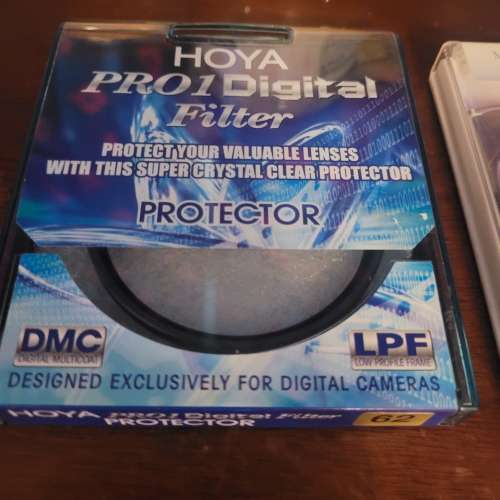 HOYA
PRO1 Digital
Filter
PROTECT YOUR VALUABLE LENSES
WITH THIS SUPER CRYSTAL CLEAR PROTECTOR
PROTECTOR
DMC
DIGITAL MULTICOAT
LPF
LOW PROFILE FRAME
DESIGNED EXCLUSIVELY FOR DIGITAL CAMERAS
HOYA PRO1 Digital Filter
PROTECTOR
62